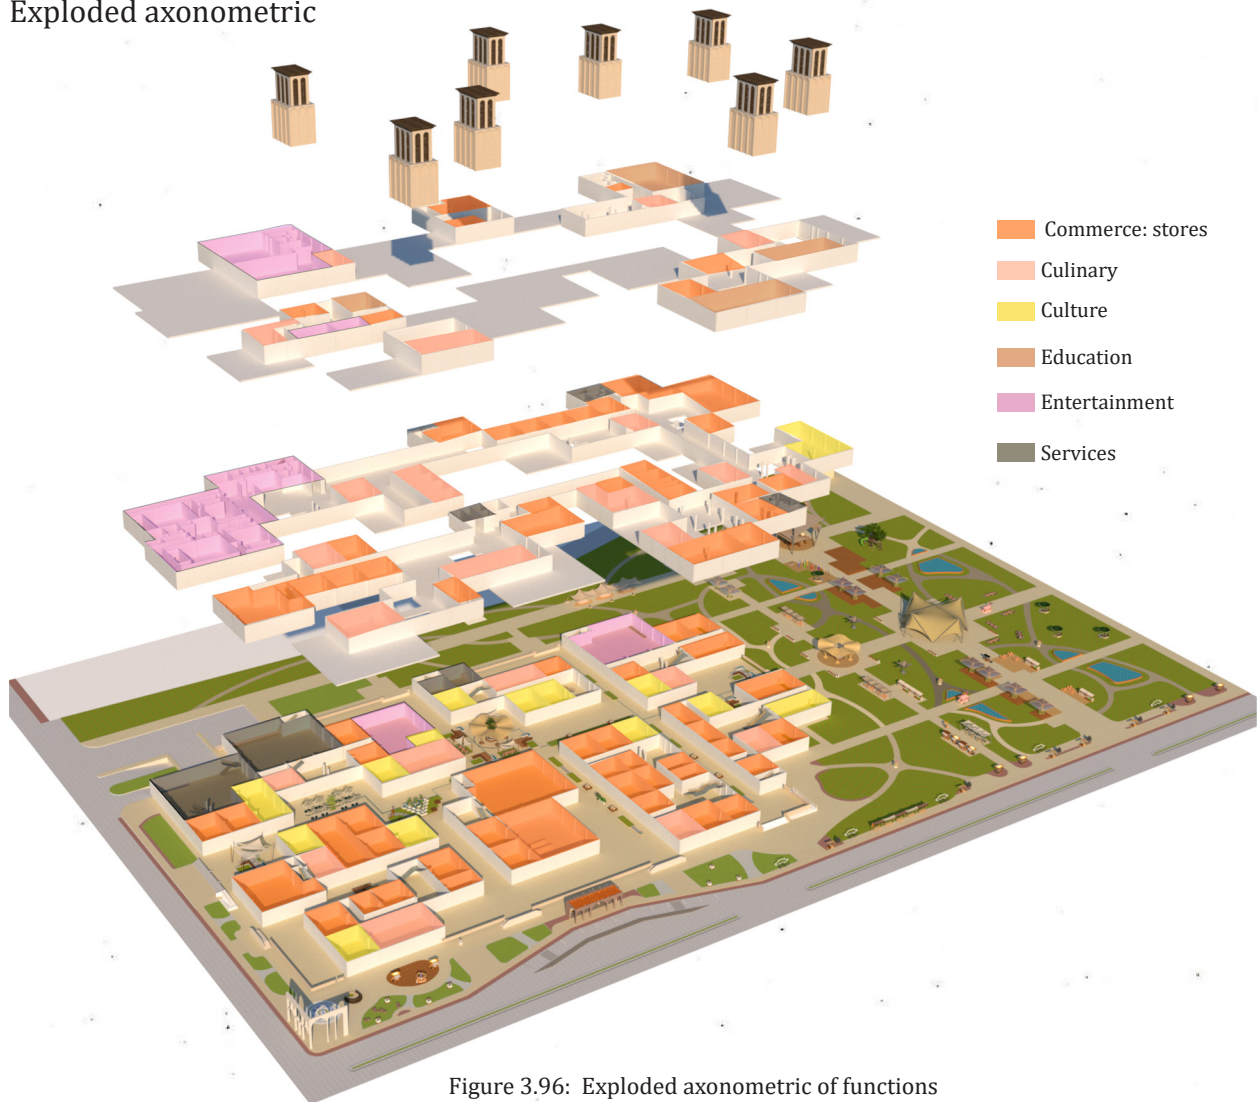 Exploded axonometric
Commerce: stores
Culinary
Culture
Education
Entertainment
Services
Figure 3.96: Exploded axonometric of functions